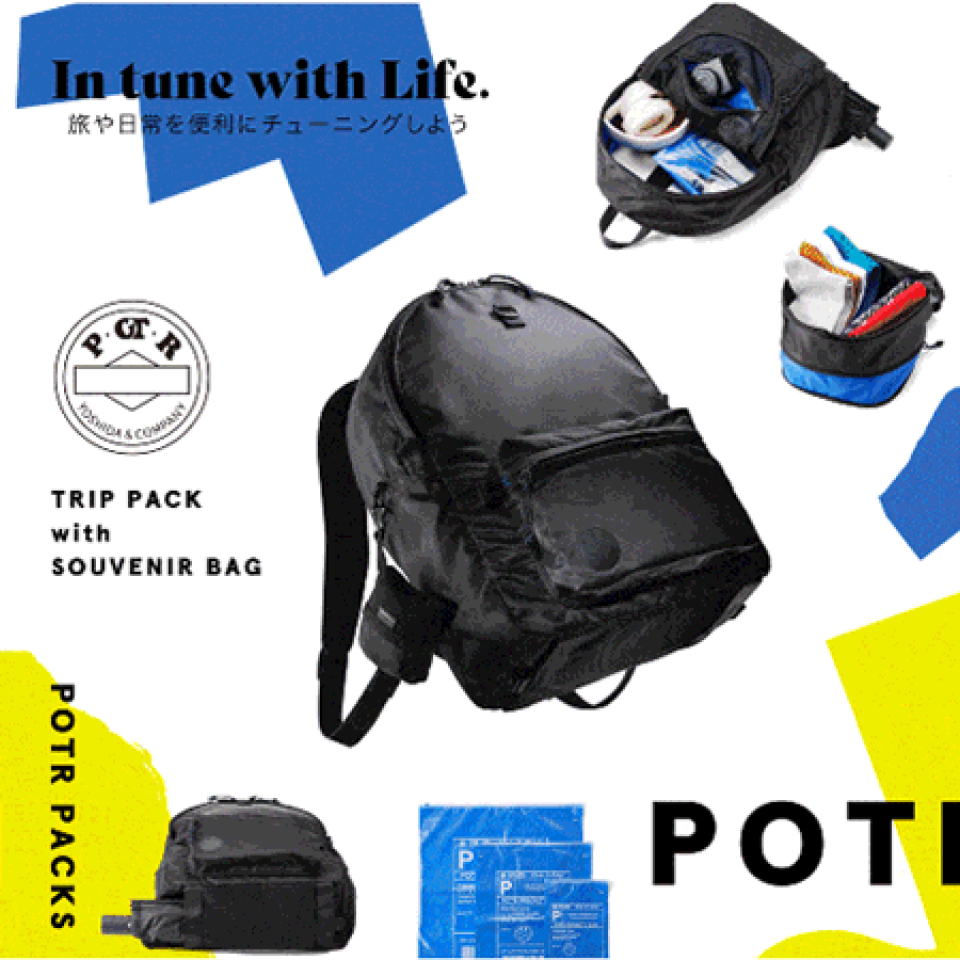 In tune with Life.
旅や日常を便利にチューニングしよう
P・OT・R
YOSHIDA & COMPANY
TRIP PACK
with
SOUVENIR BAG
POTR PACKS
P
P
P
POT